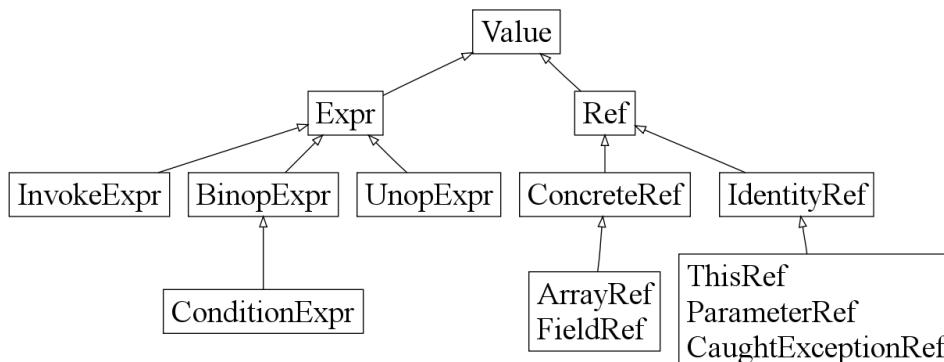 Value
Expr
Ref
InvokeExpr
BinopExpr
UnopExpr
ConcreteRef
IdentityRef
ConditionExpr
ArrayRef
FieldRef
ThisRef
ParameterRef
CaughtExceptionRef